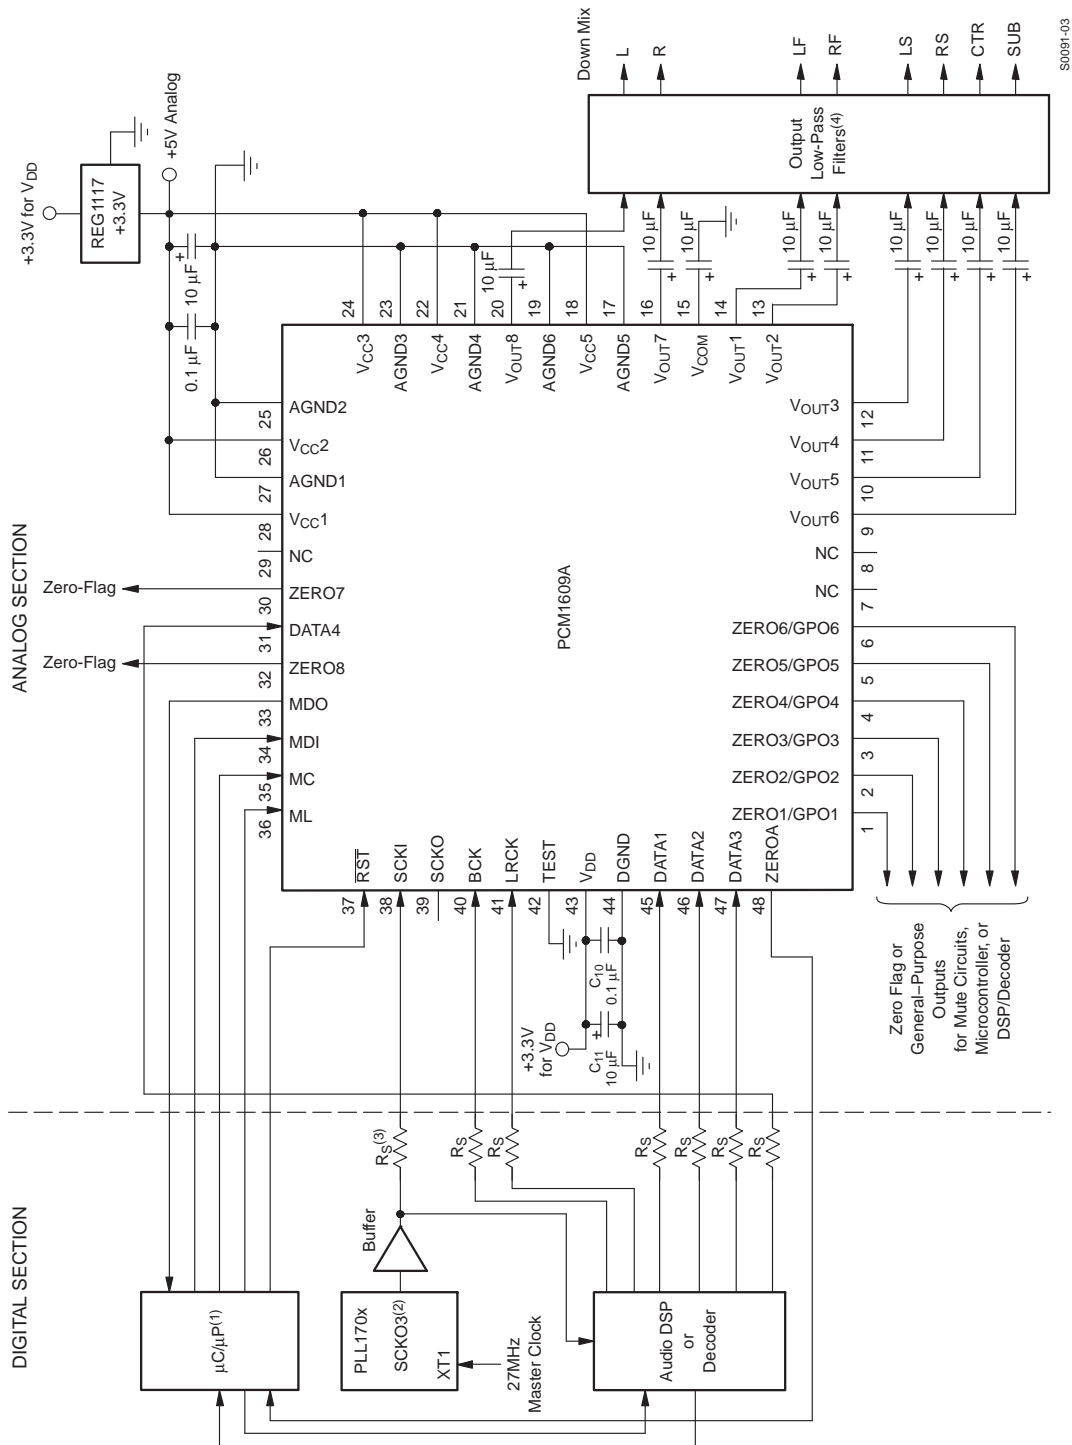 DIGITAL SECTION
ANALOG SECTION
μC/μP(1)
PLL170x
SCKO3(2)
XT1
27MHz
Master Clock
Buffer
Audio DSP
or
Decoder
RS(3)
RS
RS
RS
RS
RS
RS
+3.3V
for VDD
C11
+
10 μF
C10
0.1 μF
Zero-Flag
Zero-Flag
PCM1609A
36 ML
35 MC
34 MDI
33 MDO
32 ZERO8
31 DATA4
30 ZERO7
29 NC
28 VCC1
27 AGND1
26 VCC2
25 AGND2
37 RST
38 SCKI
39 SCKO
40 BCK
41 LRCK
42 TEST
43 VDD
44 DGND
45 DATA1
46 DATA2
47 DATA3
48 ZEROA
24 VCC3
23 AGND3
22 VCC4
21 AGND4
20 VOUT8
19 AGND6
18 VCC5
17 AGND5
16 VOUT7
15 VCOM
14 VOUT1
13 VOUT2
ZERO1/GPO1 1
ZERO2/GPO2 2
ZERO3/GPO3 3
ZERO4/GPO4 4
ZERO5/GPO5 5
ZERO6/GPO6 6
NC 7
NC 8
VOUT6 9
VOUT5 10
VOUT4 11
VOUT3 12
Zero Flag or
General–Purpose
Outputs
for Mute Circuits,
Microcontroller, or
DSP/Decoder
0.1 μF
10 μF
+
+3.3V for VDD
REG1117
+3.3V
+5V Analog
10 μF
+
10 μF
+
10 μF
+
10 μF
+
10 μF
+
10 μF
+
10 μF
+
10 μF
+
10 μF
+
Output
Low-Pass
Filters(4)
Down Mix
L
R
LF
RF
LS
RS
CTR
SUB
S0091-03